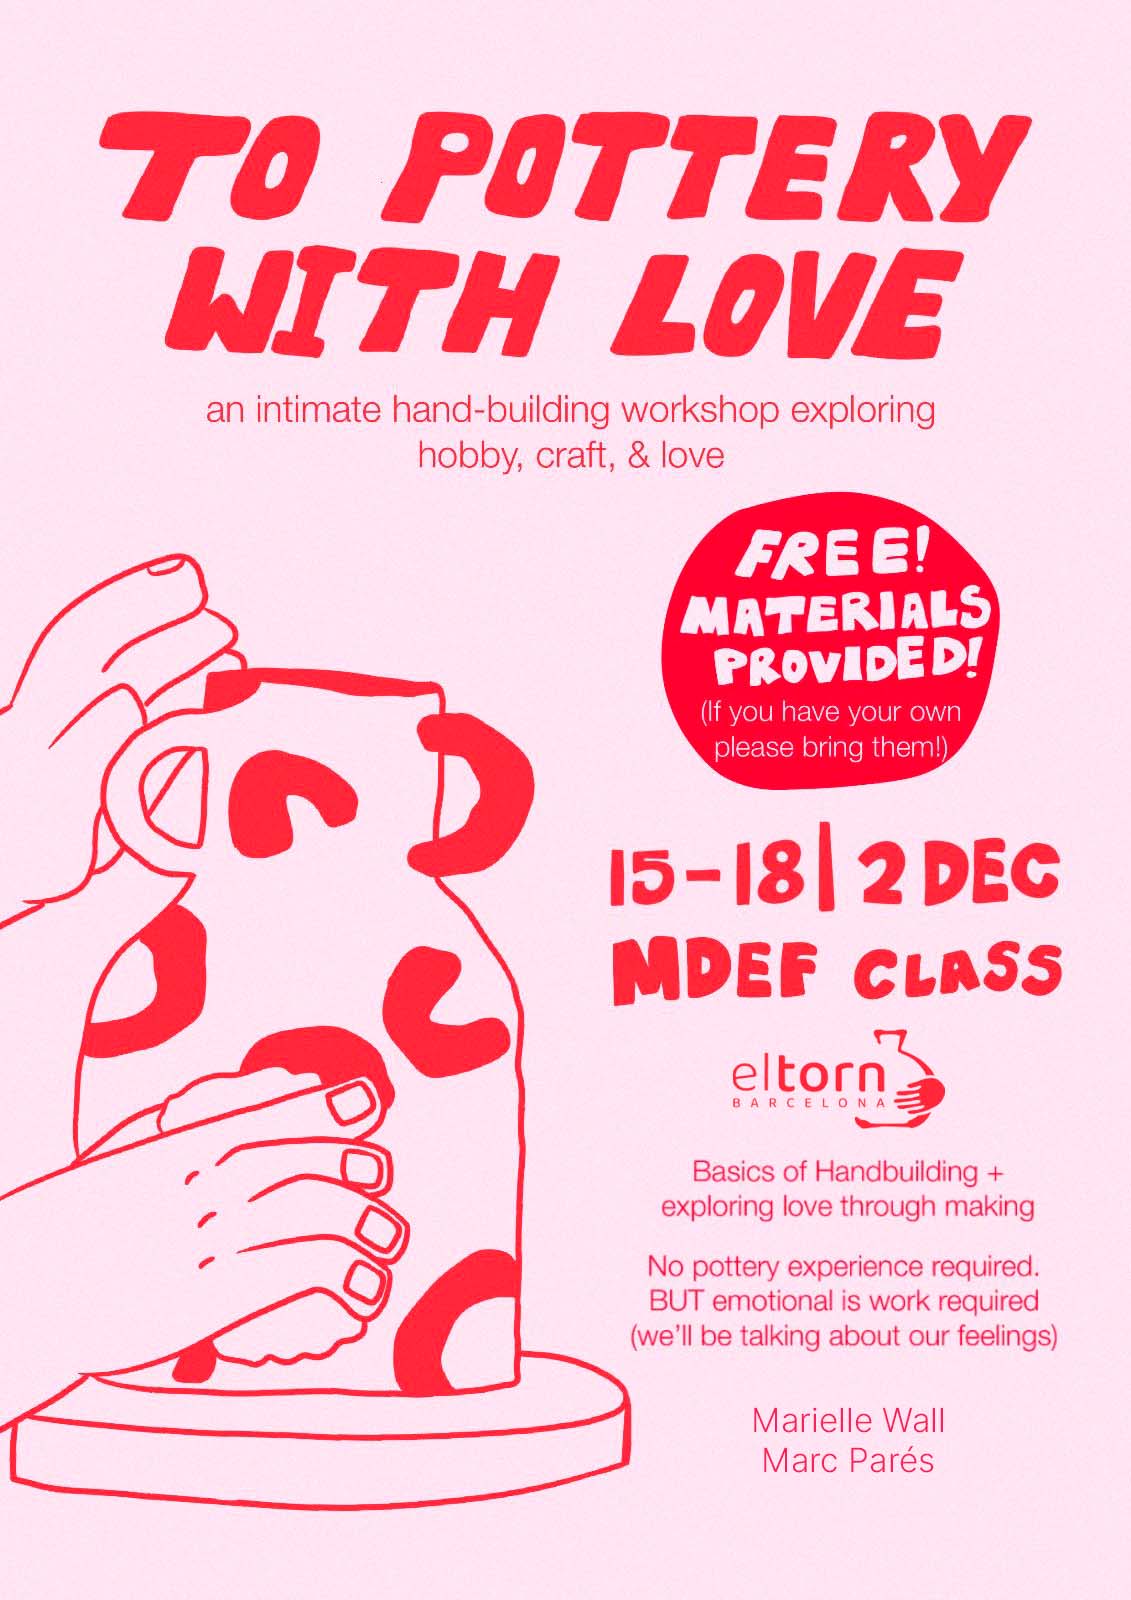 TO POTTERY
WITH LOVE
an intimate hand-building workshop exploring
hobby, craft, & love
FREE!
MATERIALS
PROVIDED!
(If you have your own
please bring them!)
15-18| 2 DEC
MDEF CLASS
eltorn
BARCELONA
Basics of Handbuilding +
exploring love through making
No pottery experience required.
BUT emotional is work required
(we'll be talking about our feelings)
Marielle Wall
Marc Parés